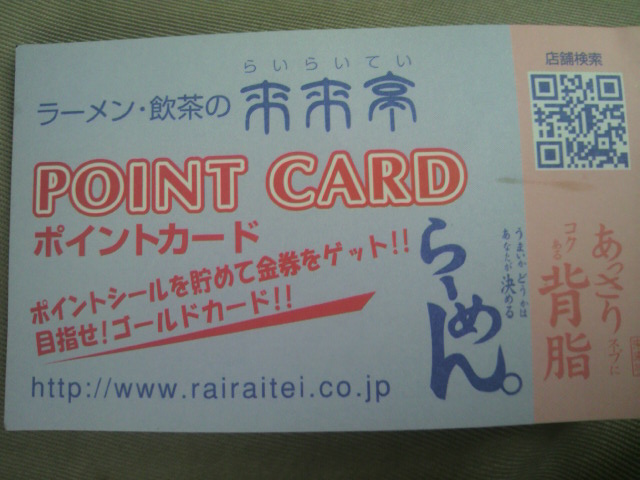 らいらいてい
ラーメン・飲茶の 来来亭
POINT CARD
ポイントカード
ポイントシールを貯めて金券をゲット!!
目指せ!ゴールドカード!!
http://www.rairaitei.co.jp
うまいか どうかは
あなたが決める
らーめん。
店舗検索
あっさりスープに
コクある
背脂